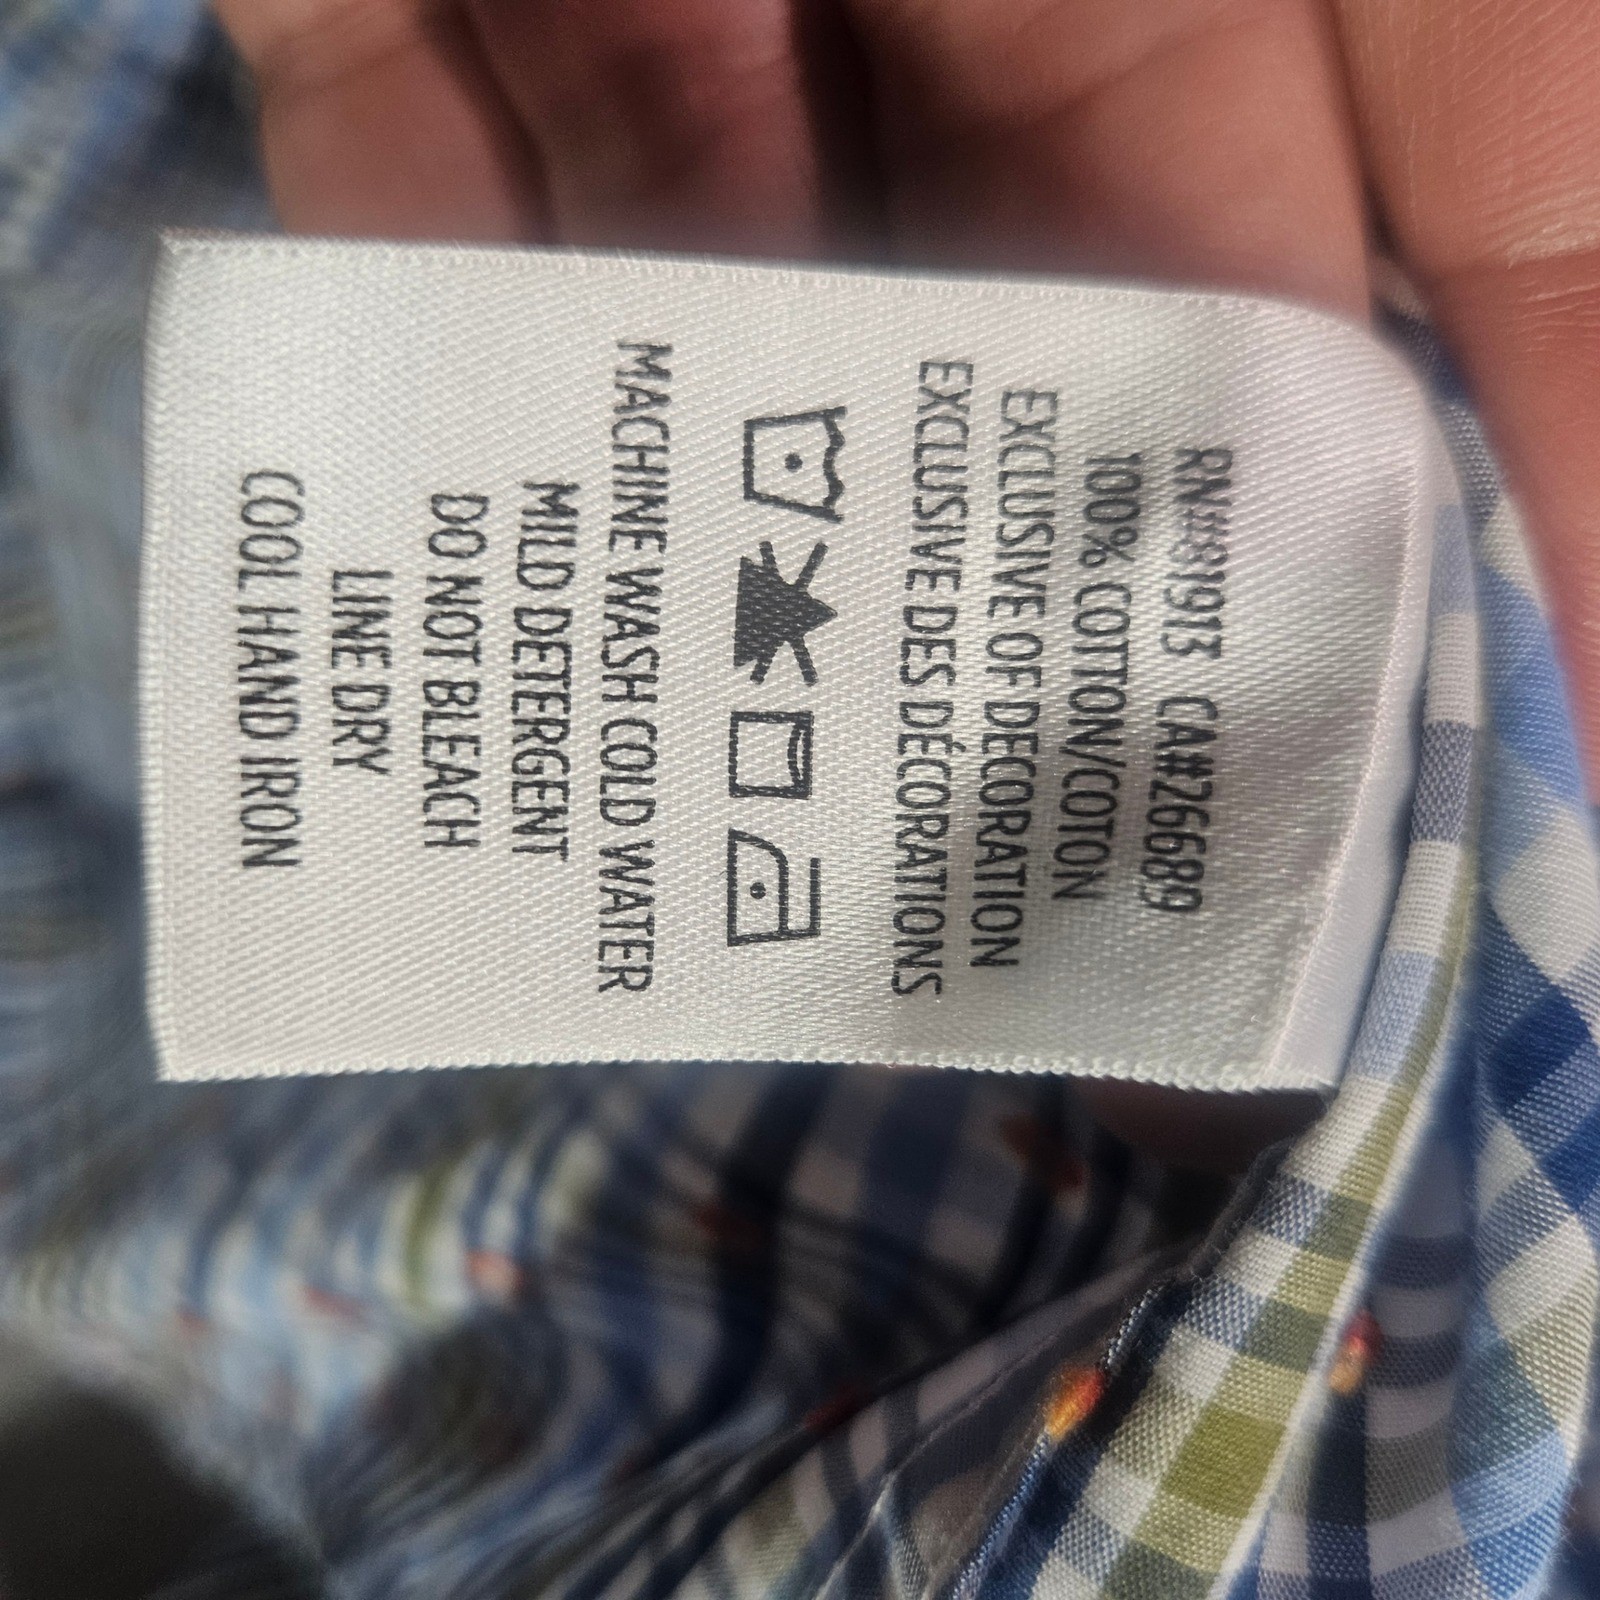 RN#81913 CA#26689
100% COTTON/COTON
EXCLUSIVE OF DECORATION
EXCLUSIVE DES DÉCORATIONS
MACHINE WASH COLD WATER
MILD DETERGENT
DO NOT BLEACH
LINE DRY
COOL HAND IRON